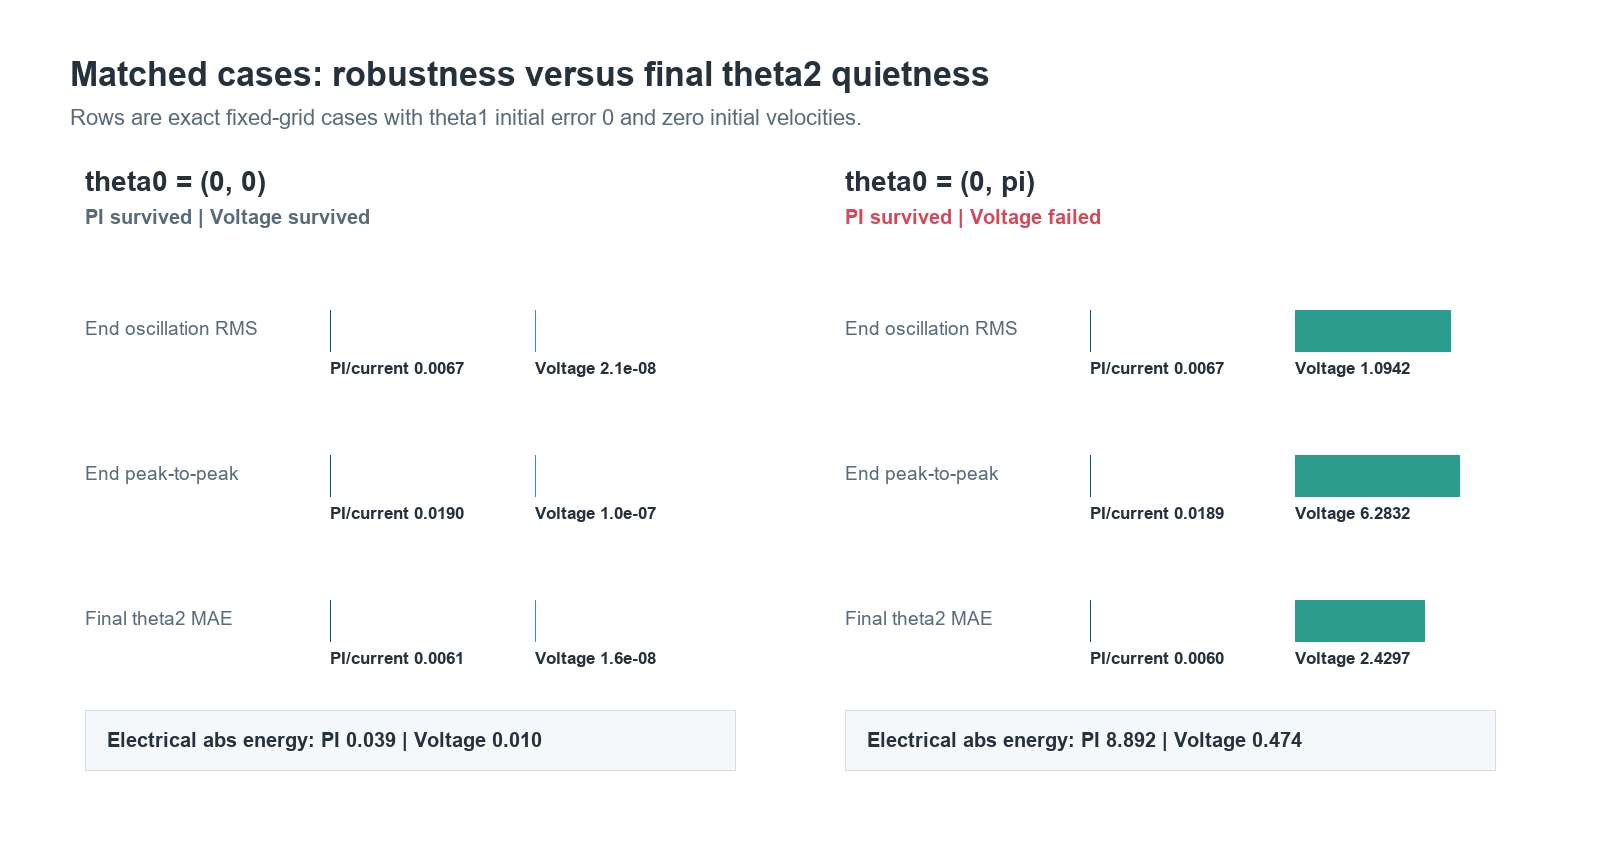 Matched cases: robustness versus final theta2 quietness
Rows are exact fixed-grid cases with theta1 initial error 0 and zero initial velocities.
theta0 = (0, 0)
PI survived | Voltage survived
End oscillation RMS
PI/current 0.0067
Voltage 2.1e-08
End peak-to-peak
PI/current 0.0190
Voltage 1.0e-07
Final theta2 MAE
PI/current 0.0061
Voltage 1.6e-08
Electrical abs energy: PI 0.039 | Voltage 0.010
theta0 = (0, pi)
PI survived | Voltage failed
End oscillation RMS
PI/current 0.0067
Voltage 1.0942
End peak-to-peak
PI/current 0.0189
Voltage 6.2832
Final theta2 MAE
PI/current 0.0060
Voltage 2.4297
Electrical abs energy: PI 8.892 | Voltage 0.474